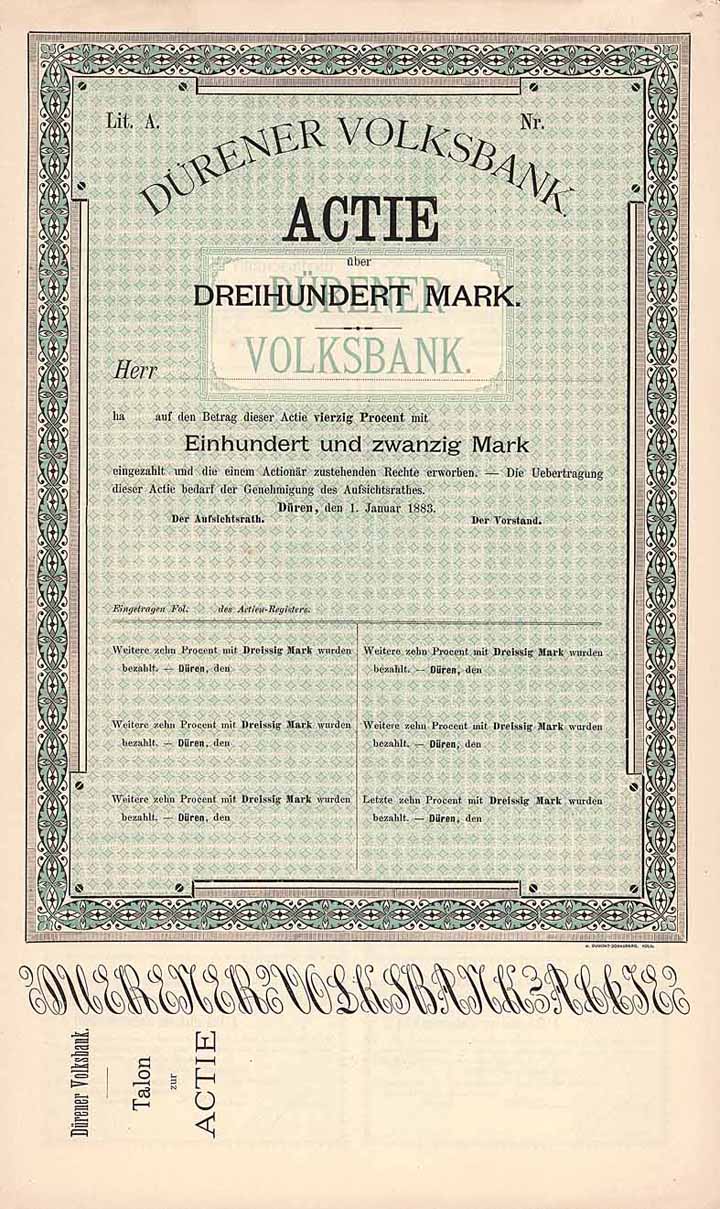 Lit. A.
Nr.
DÜRENER VOLKSBANK.
ACTIE
über
DREIHUNDERT MARK.
DÜRENER
VOLKSBANK.
Herr
ha auf den Betrag dieser Actie vierzig Procent mit
Einhundert und zwanzig Mark
eingezahlt und die einem Actionär zustehenden Rechte erworben. — Die Uebertragung
dieser Actie bedarf der Genehmigung des Aufsichtsrathes.
Düren, den 1. Januar 1883.
Der Aufsichtsrath.
Der Vorstand.
Eingetragen Fol. des Actien-Registers.
Weitere zehn Procent mit Dreissig Mark wurden
bezahlt. — Düren, den
Weitere zehn Procent mit Dreissig Mark wurden
bezahlt. — Düren, den
Weitere zehn Procent mit Dreissig Mark wurden
bezahlt. — Düren, den
Weitere zehn Procent mit Dreissig Mark wurden
bezahlt. — Düren, den
Weitere zehn Procent mit Dreissig Mark wurden
bezahlt. — Düren, den
Letzte zehn Procent mit Dreissig Mark wurden
bezahlt. — Düren, den
DUMONT-SCHAUBERG, KÖLN.
DUERENER VOLKSBANK-ACTIE
Dürener Volksbank.
Talon
zur
ACTIE